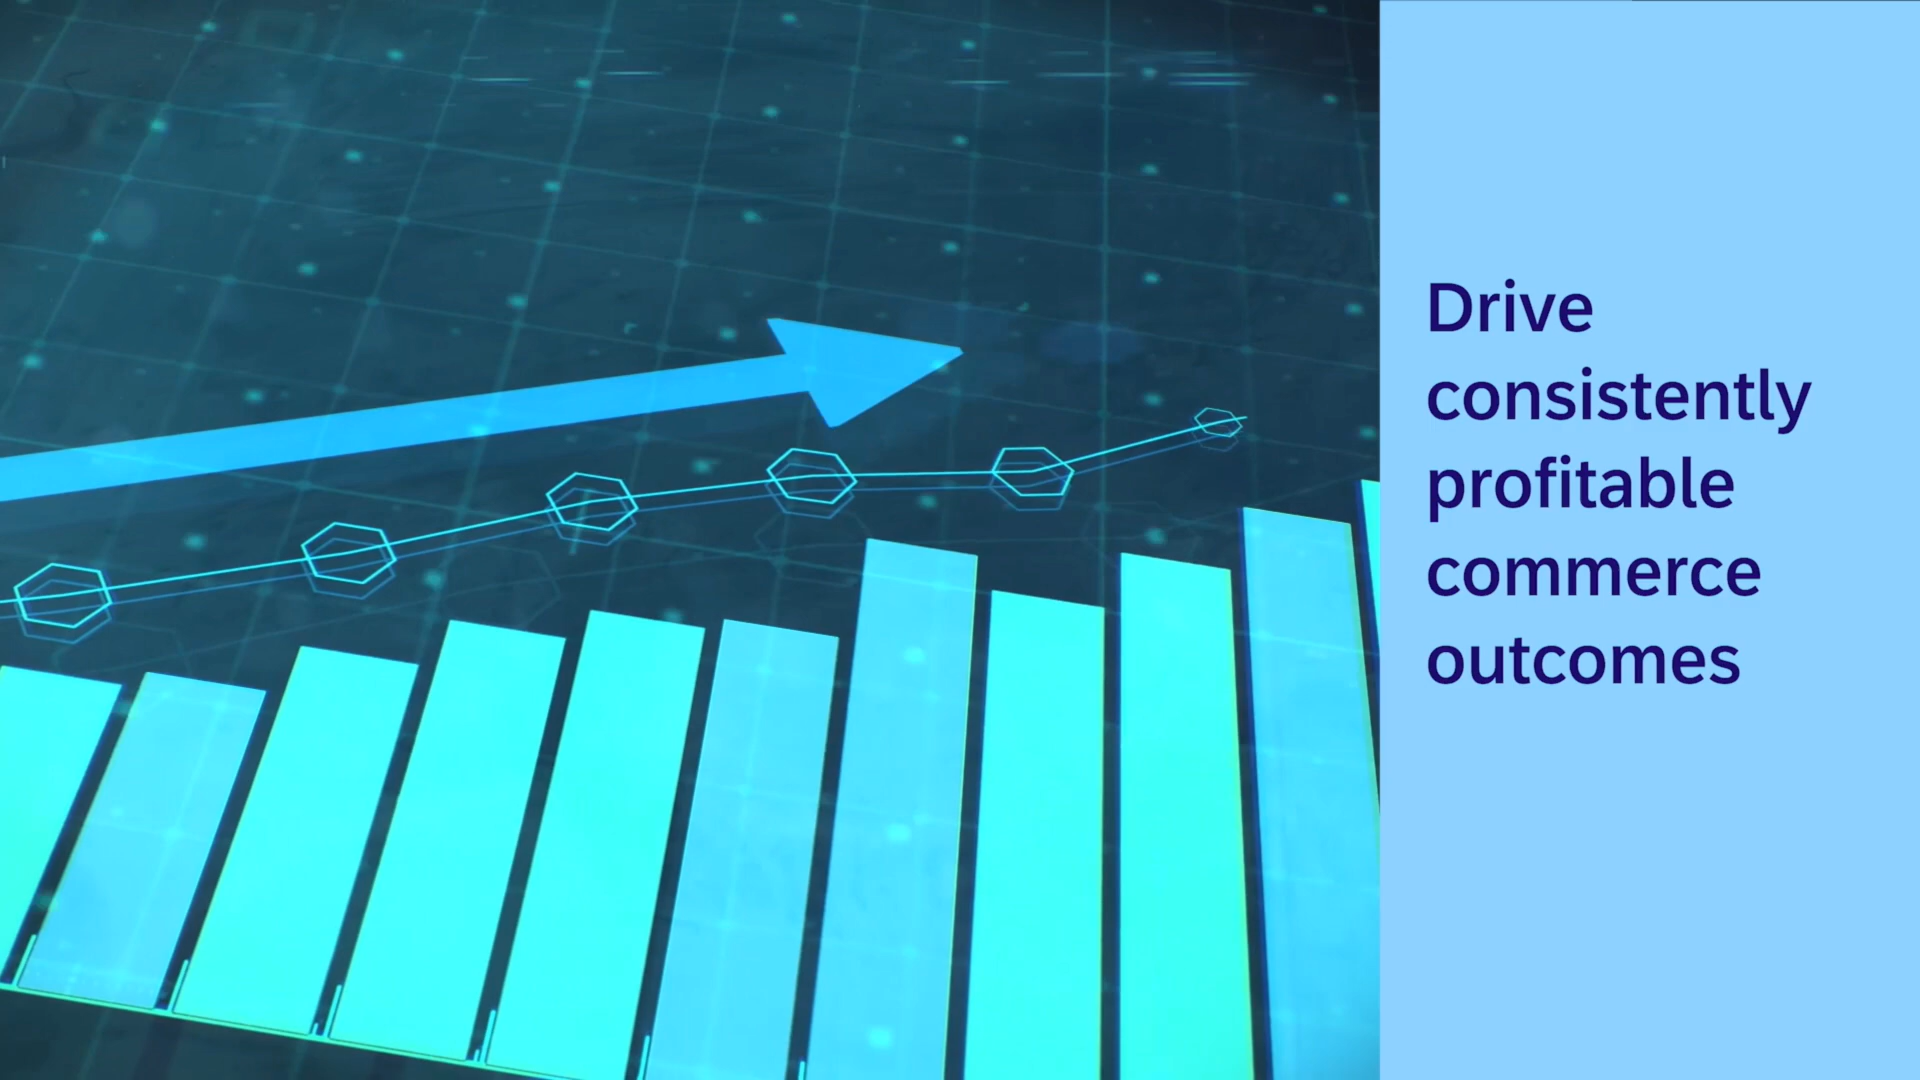 Drive
consistently
profitable
commerce
outcomes